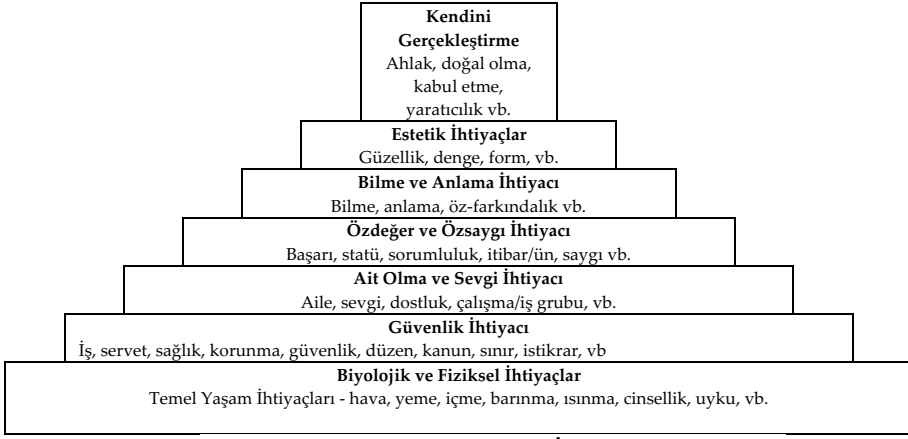 Kendini
Gerçekleştirme
Ahlak, doğal olma,
kabul etme,
yaratıcılık vb.
Estetik İhtiyaçlar
Güzellik, denge, form, vb.
Bilme ve Anlama İhtiyacı
Bilme, anlama, öz-farkındalık vb.
Özdeğer ve Özsaygı İhtiyacı
Başarı, statü, sorumluluk, itibar/ün, saygı vb.
Ait Olma ve Sevgi İhtiyacı
Aile, sevgi, dostluk, çalışma/iş grubu, vb.
Güvenlik İhtiyacı
İş, servet, sağlık, korunma, güvenlik, düzen, kanun, sınır, istikrar, vb
Biyolojik ve Fiziksel İhtiyaçlar
Temel Yaşam İhtiyaçları - hava, yeme, içme, barınma, ısınma, cinsellik, uyku, vb.